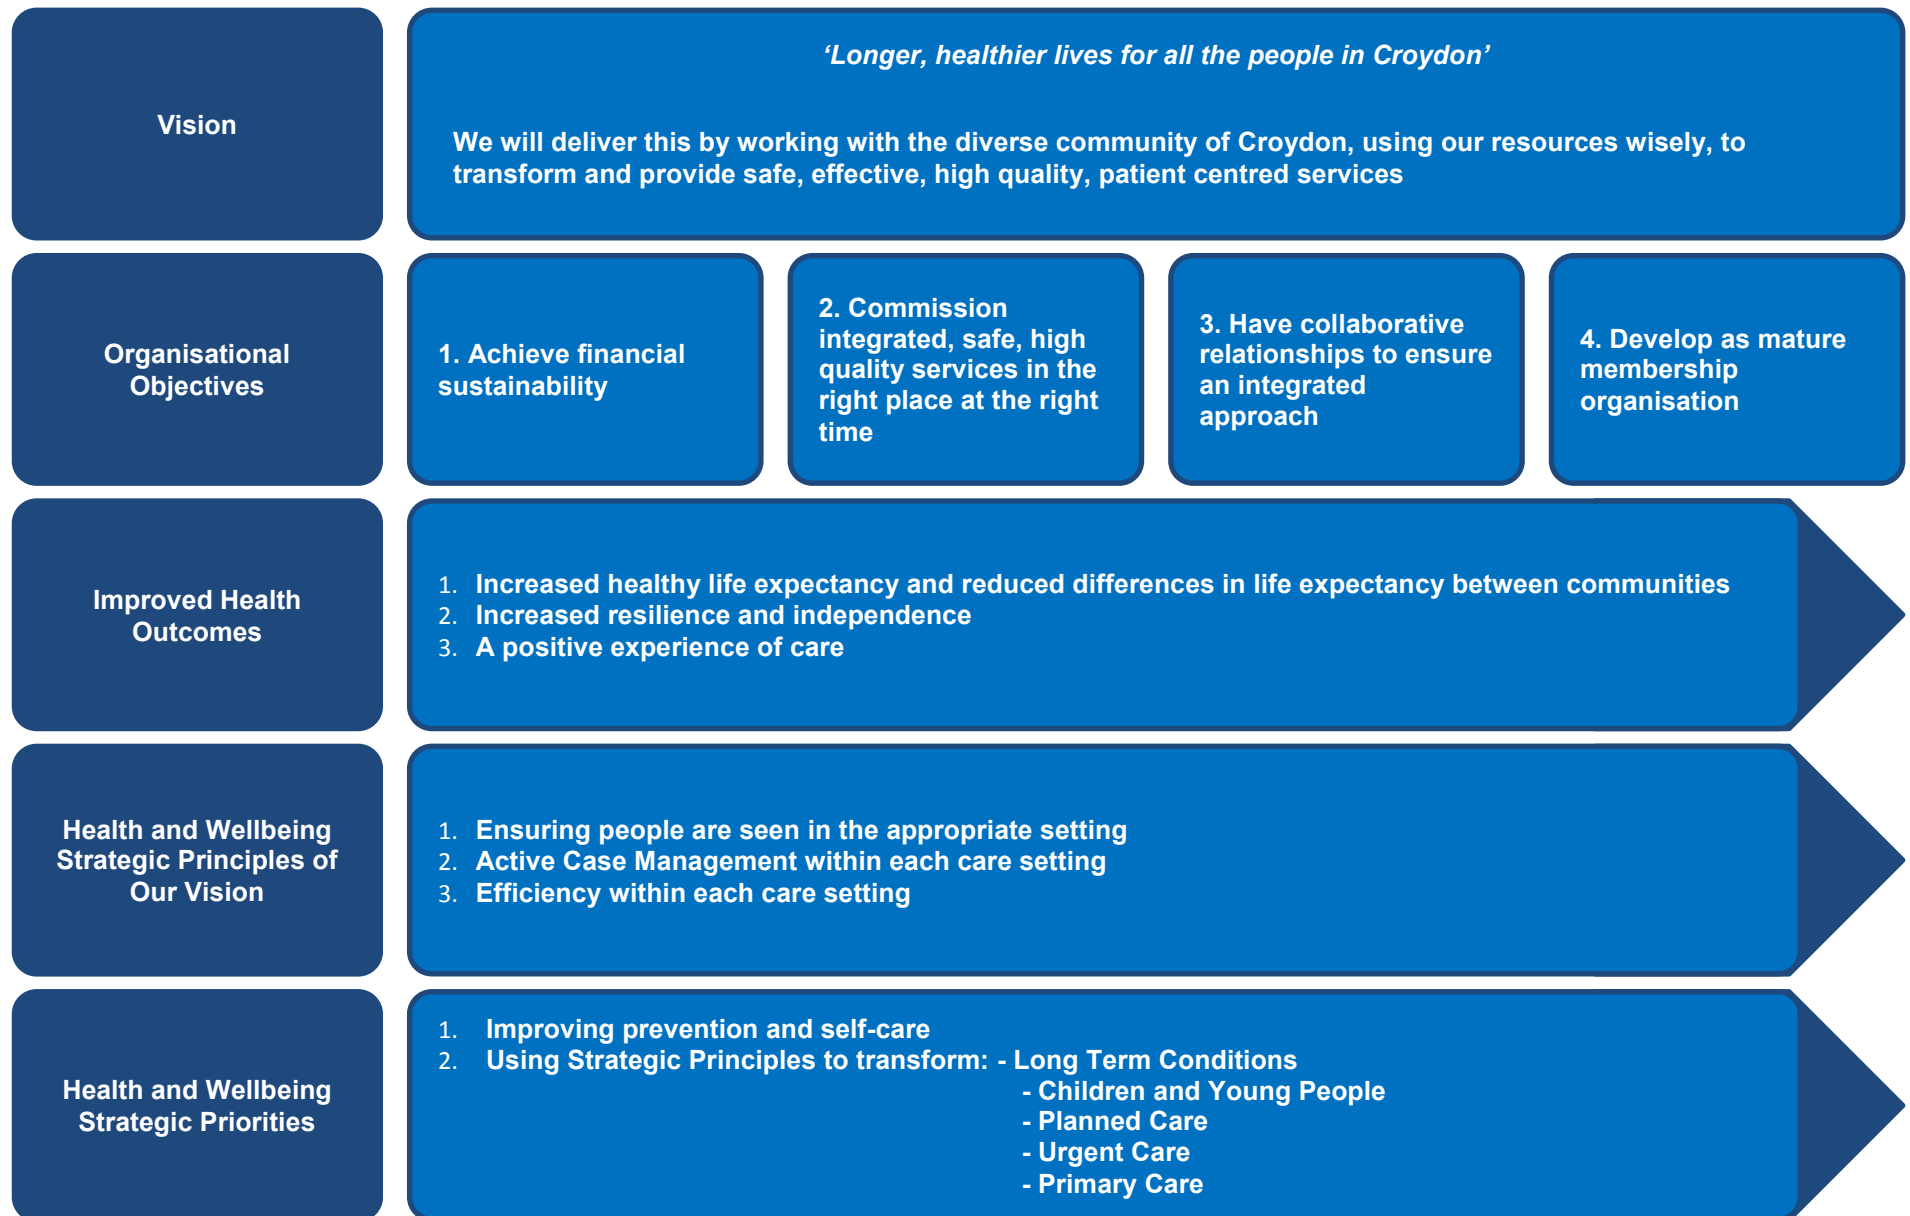 Vision
‘Longer, healthier lives for all the people in Croydon’
We will deliver this by working with the diverse community of Croydon, using our resources wisely, to
transform and provide safe, effective, high quality, patient centred services
Organisational
Objectives
1. Achieve financial
sustainability
2. Commission
integrated, safe, high
quality services in the
right place at the right
time
3. Have collaborative
relationships to ensure
an integrated
approach
4. Develop as mature
membership
organisation
Improved Health
Outcomes
1. Increased healthy life expectancy and reduced differences in life expectancy between communities
2. Increased resilience and independence
3. A positive experience of care
Health and Wellbeing
Strategic Principles of
Our Vision
1. Ensuring people are seen in the appropriate setting
2. Active Case Management within each care setting
3. Efficiency within each care setting
Health and Wellbeing
Strategic Priorities
1. Improving prevention and self-care
2. Using Strategic Principles to transform: - Long Term Conditions
- Children and Young People
- Planned Care
- Urgent Care
- Primary Care